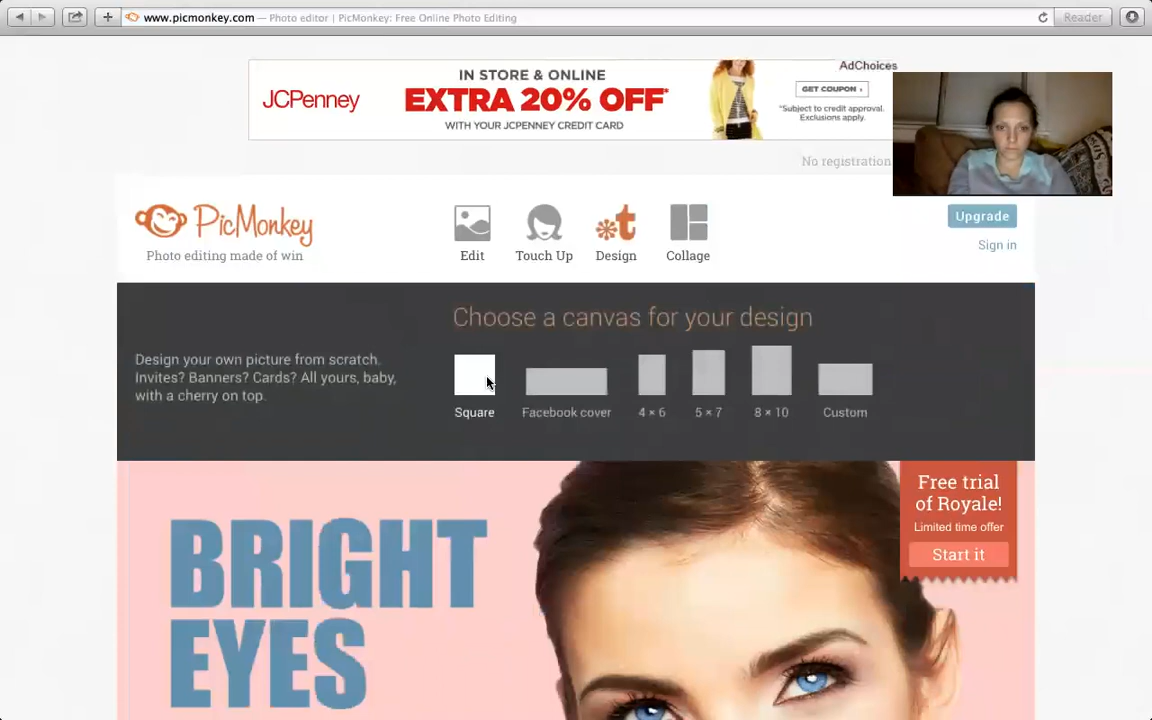 www.picmonkey.com — Photo editor | PicMonkey: Free Online Photo Editing
Reader
AdChoices
JCPenney
IN STORE & ONLINE
EXTRA 20% OFF*
WITH YOUR JCPENNEY CREDIT CARD
GET COUPON ›
*Subject to credit approval.
Exclusions apply.
No registration
PicMonkey
Photo editing made of win
Edit
Touch Up
Design
Collage
Upgrade
Sign in
Choose a canvas for your design
Design your own picture from scratch.
Invites? Banners? Cards? All yours, baby,
with a cherry on top.
Square
Facebook cover
4 × 6
5 × 7
8 × 10
Custom
Free trial
of Royale!
Limited time offer
Start it
BRIGHT
EYES